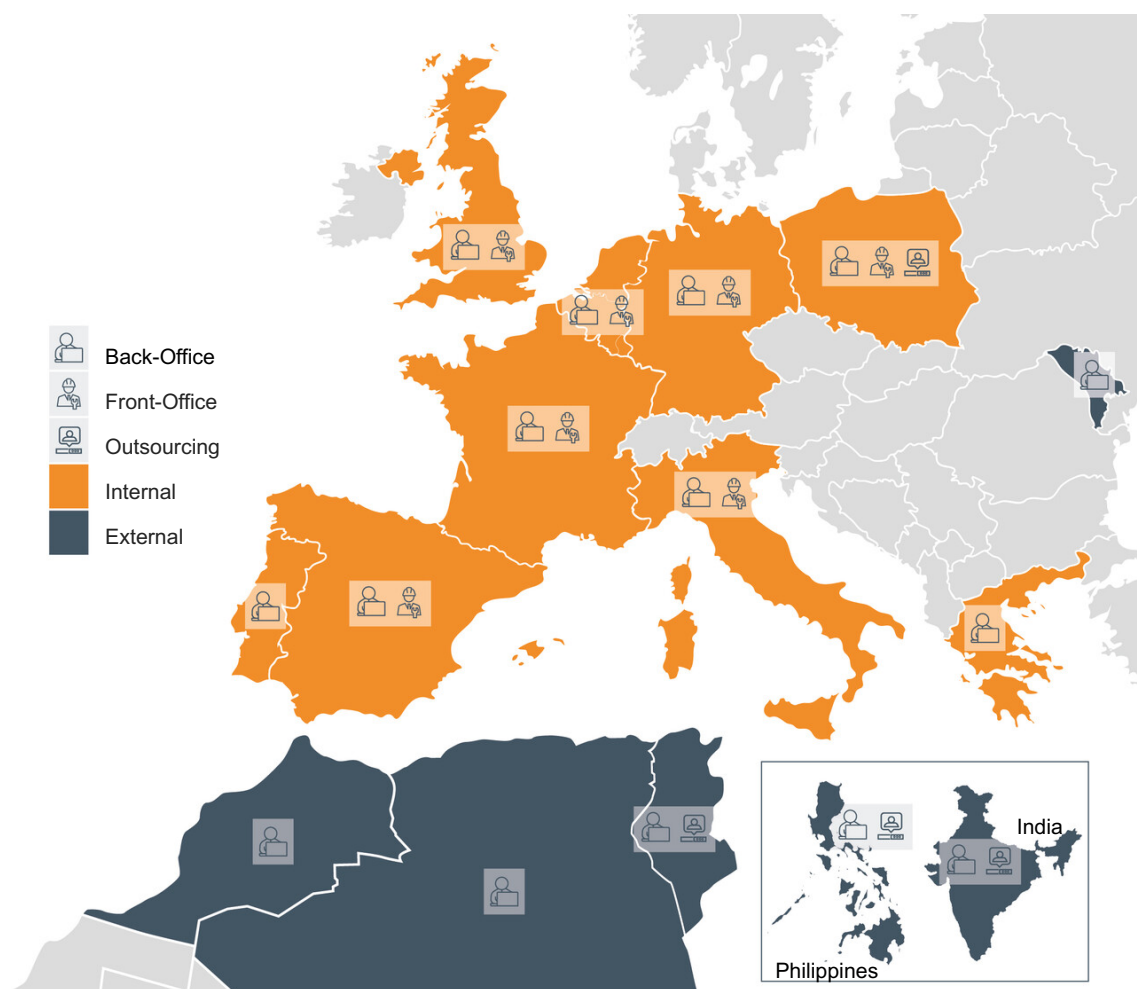 Back-Office
Front-Office
Outsourcing
Internal
External
India
Philippines